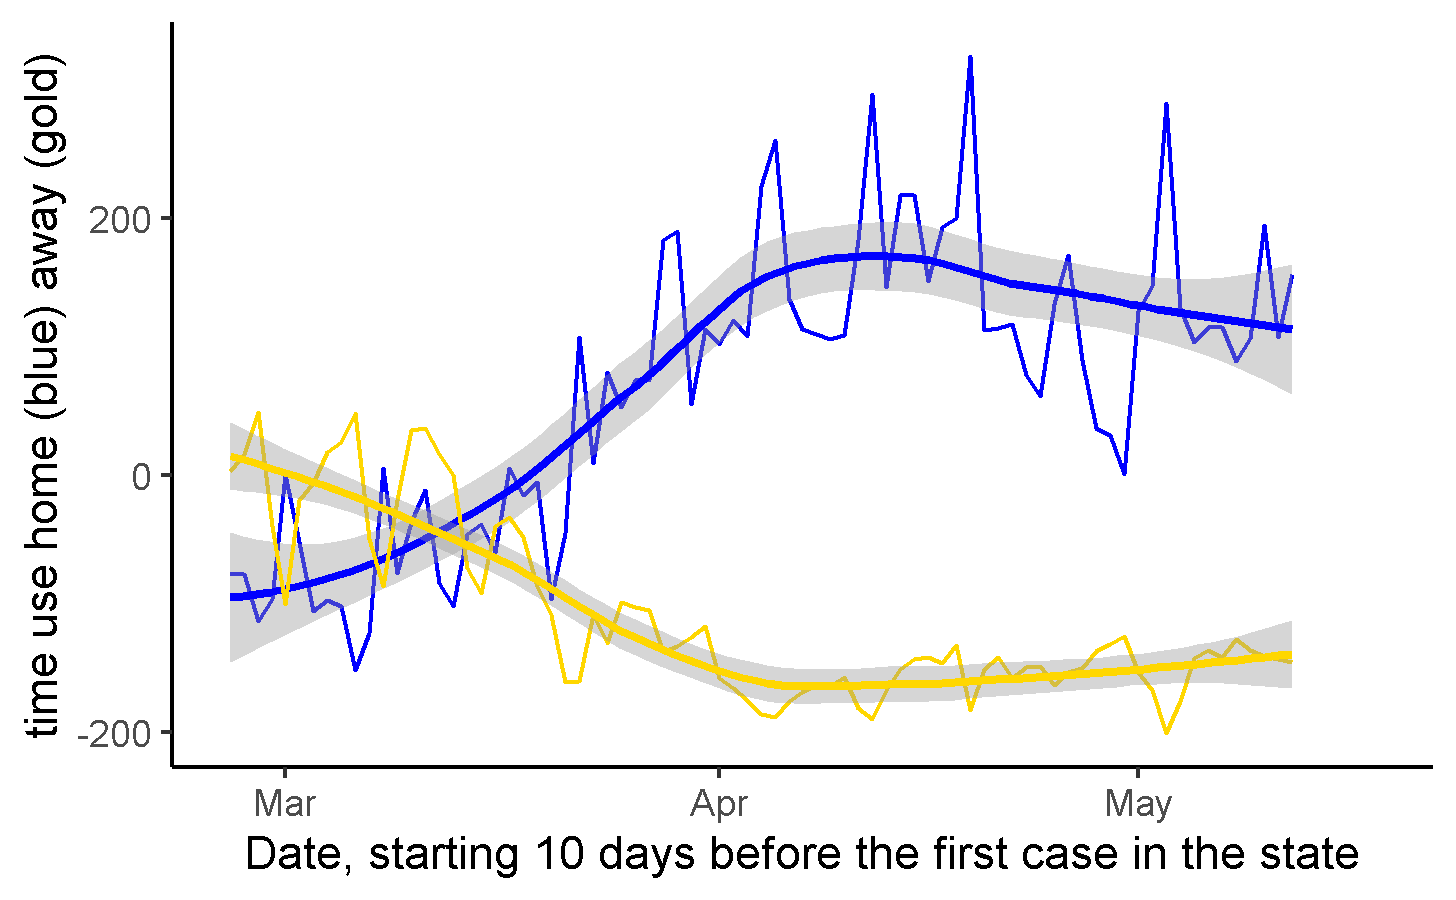 time use home (blue) away (gold)
200
0
-200
Mar Apr May
Date, starting 10 days before the first case in the state